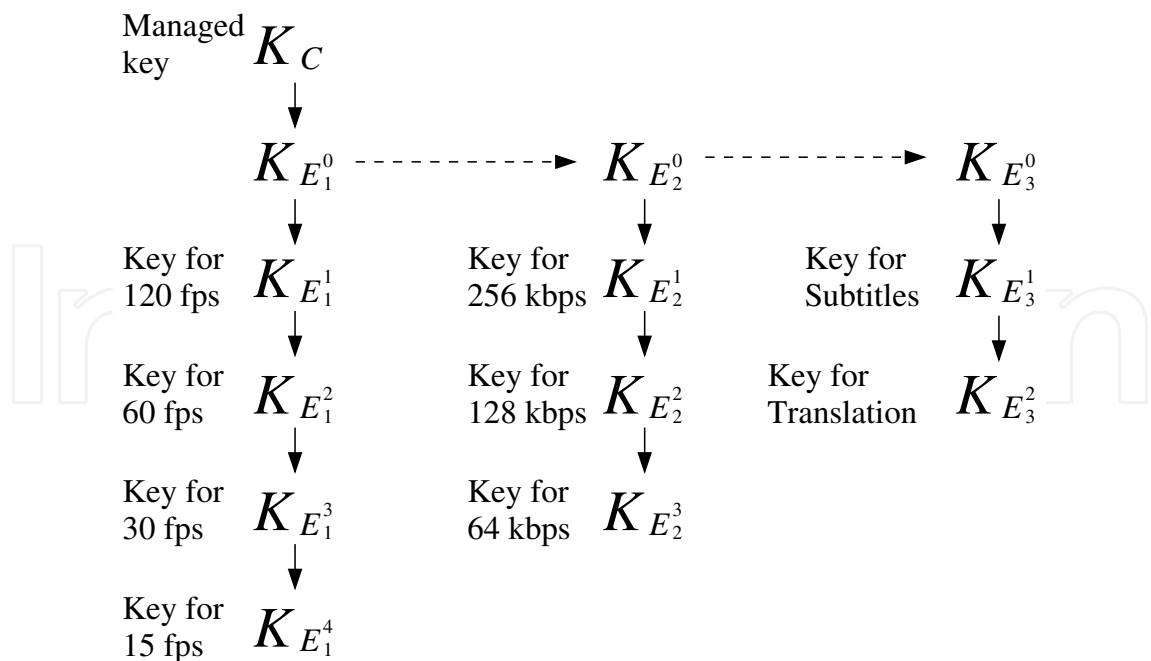 Managed
key K_C
K_{E_1^0} K_{E_2^0} K_{E_3^0}
Key for
120 fps K_{E_1^1}
Key for
256 kbps K_{E_2^1}
Key for
Subtitles K_{E_3^1}
Key for
60 fps K_{E_1^2}
Key for
128 kbps K_{E_2^2}
Key for
Translation K_{E_3^2}
Key for
30 fps K_{E_1^3}
Key for
64 kbps K_{E_2^3}
Key for
15 fps K_{E_1^4}